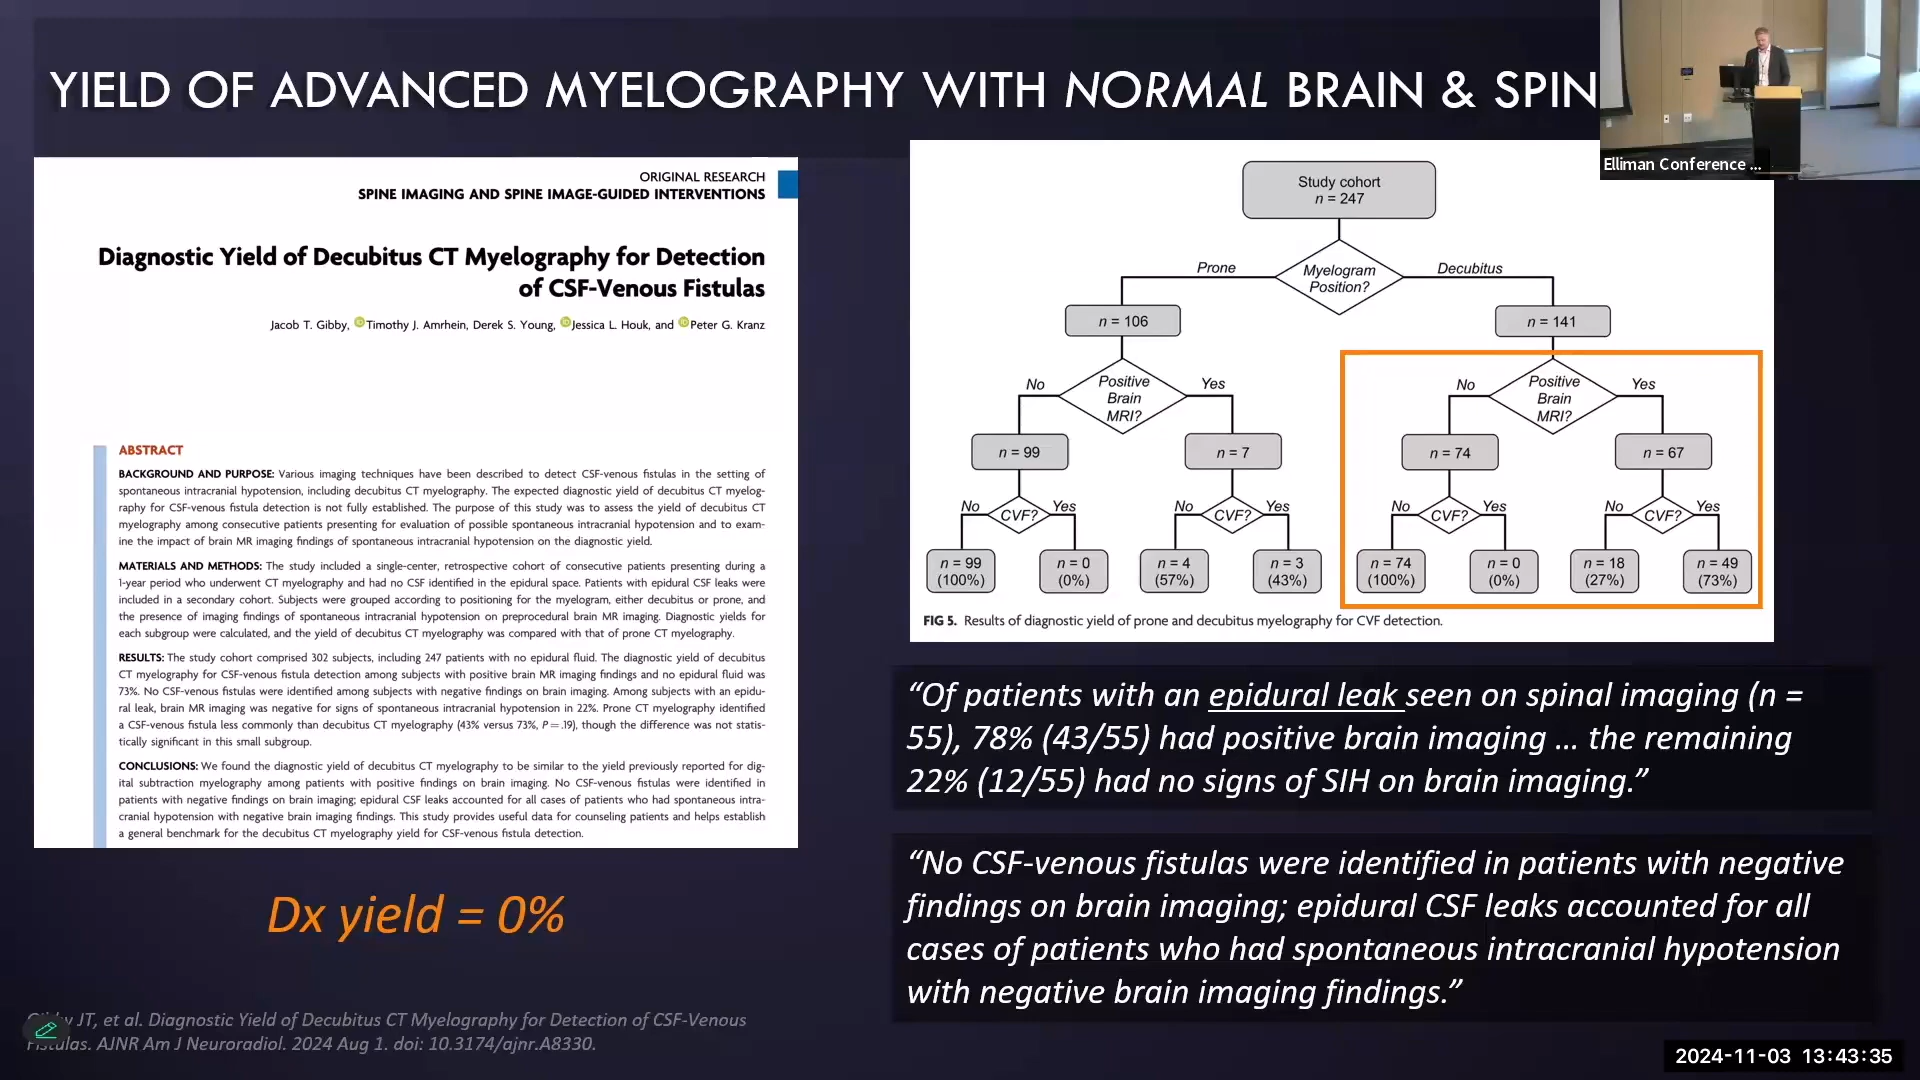 YIELD OF ADVANCED MYELOGRAPHY WITH NORMAL BRAIN & SPIN
Elliman Conference ...
ORIGINAL RESEARCH
SPINE IMAGING AND SPINE IMAGE-GUIDED INTERVENTIONS
Diagnostic Yield of Decubitus CT Myelography for Detection
of CSF-Venous Fistulas
Jacob T. Gibby, Timothy J. Amrhein, Derek S. Young, Jessica L. Houk, and Peter G. Kranz
ABSTRACT
BACKGROUND AND PURPOSE: Various imaging techniques have been described to detect CSF-venous fistulas in the setting of
spontaneous intracranial hypotension, including decubitus CT myelography. The expected diagnostic yield of decubitus CT myelog-
raphy for CSF-venous fistula detection is not fully established. The purpose of this study was to assess the yield of decubitus CT
myelography among consecutive patients presenting for evaluation of possible spontaneous intracranial hypotension and to exam-
ine the impact of brain MR imaging findings of spontaneous intracranial hypotension on the diagnostic yield.
MATERIALS AND METHODS: The study included a single-center, retrospective cohort of consecutive patients presenting during a
1-year period who underwent CT myelography and had no CSF identified in the epidural space. Patients with epidural CSF leaks were
included in a secondary cohort. Subjects were grouped according to positioning for the myelogram, either decubitus or prone, and
the presence of imaging findings of spontaneous intracranial hypotension on preprocedural brain MR imaging. Diagnostic yields for
each subgroup were calculated, and the yield of decubitus CT myelography was compared with that of prone CT myelography.
RESULTS: The study cohort comprised 302 subjects, including 247 patients with no epidural fluid. The diagnostic yield of decubitus
CT myelography for CSF-venous fistula detection among subjects with positive brain MR imaging findings and no epidural fluid was
73%. No CSF-venous fistulas were identified among subjects with negative findings on brain imaging. Among subjects with an epidu-
ral leak, brain MR imaging was negative for signs of spontaneous intracranial hypotension in 22%. Prone CT myelography identified
a CSF-venous fistula less commonly than decubitus CT myelography (43% versus 73%, P = .19), though the difference was not statis-
tically significant in this small subgroup.
CONCLUSIONS: We found the diagnostic yield of decubitus CT myelography to be similar to the yield previously reported for dig-
ital subtraction myelography among patients with positive findings on brain imaging. No CSF-venous fistulas were identified in
patients with negative findings on brain imaging; epidural CSF leaks accounted for all cases of patients who had spontaneous intra-
cranial hypotension with negative brain imaging findings. This study provides useful data for counseling patients and helps establish
a general benchmark for the decubitus CT myelography yield for CSF-venous fistula detection.
Study cohort
n = 247
Prone
Myelogram
Position?
Decubitus
n = 106
n = 141
No
Positive
Brain
MRI?
Yes
No
Positive
Brain
MRI?
Yes
n = 99
n = 7
n = 74
n = 67
No
CVF?
Yes
No
CVF?
Yes
No
CVF?
Yes
No
CVF?
Yes
n = 99
(100%)
n = 0
(0%)
n = 4
(57%)
n = 3
(43%)
n = 74
(100%)
n = 0
(0%)
n = 18
(27%)
n = 49
(73%)
FIG 5. Results of diagnostic yield of prone and decubitus myelography for CVF detection.
“Of patients with an epidural leak seen on spinal imaging (n =
55), 78% (43/55) had positive brain imaging ... the remaining
22% (12/55) had no signs of SIH on brain imaging.”
“No CSF-venous fistulas were identified in patients with negative
findings on brain imaging; epidural CSF leaks accounted for all
cases of patients who had spontaneous intracranial hypotension
with negative brain imaging findings.”
Dx yield = 0%
JT, et al. Diagnostic Yield of Decubitus CT Myelography for Detection of CSF-Venous
Fistulas. AJNR Am J Neuroradiol. 2024 Aug 1. doi: 10.3174/ajnr.A8330.
2024-11-03 13:43:35